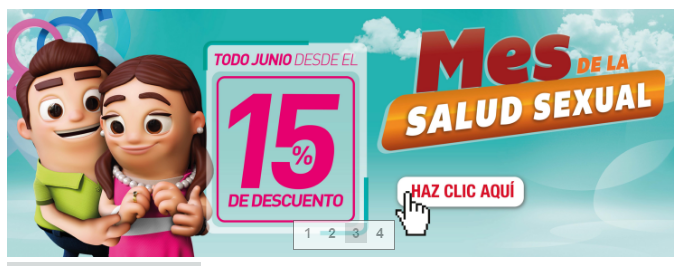 TODO JUNIO DESDE EL
15%
DE DESCUENTO
Mes DE LA
SALUD SEXUAL
HAZ CLIC AQUÍ
1 2 3 4